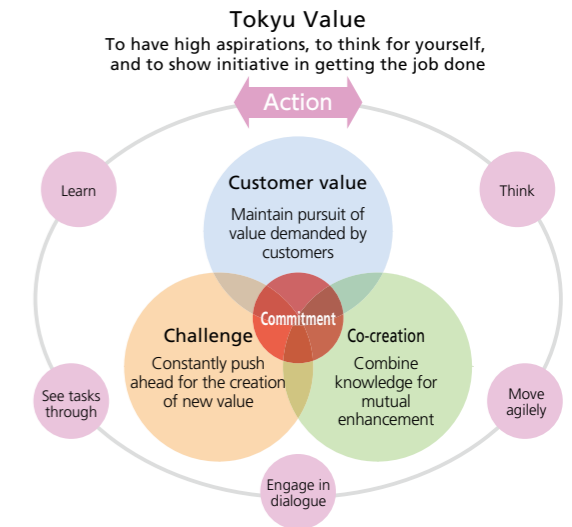 Tokyu Value
To have high aspirations, to think for yourself,
and to show initiative in getting the job done
Action
Learn
Think
Customer value
Maintain pursuit of
value demanded by
customers
Commitment
Challenge
Constantly push
ahead for the creation
of new value
Co-creation
Combine
knowledge for
mutual
enhancement
See tasks
through
Move
agilely
Engage in
dialogue